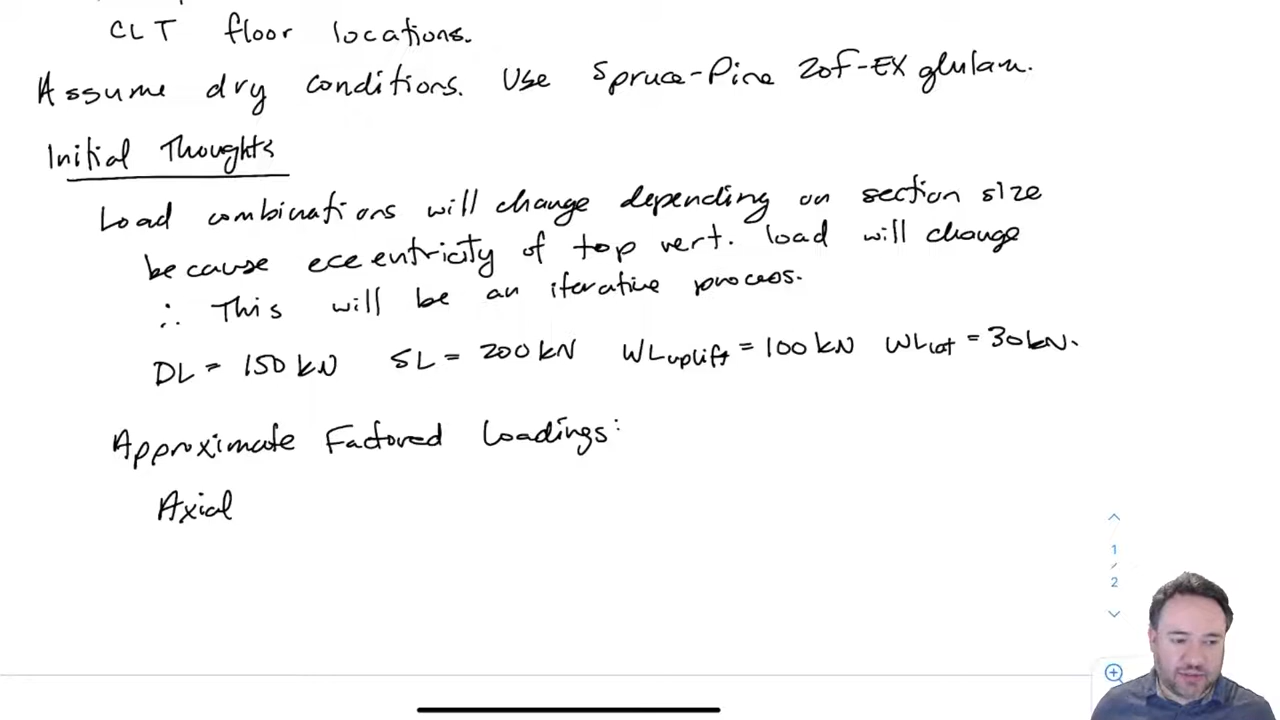 CLT floor locations.
Assume dry conditions. Use Spruce-Pine 20f-EX glulam.
Initial Thoughts
Load combinations will change depending on section size
because eccentricity of top vert. load will change
∴ This will be an iterative process.
DL = 150 kN SL = 200 kN WLuplift = 100 kN WLlat = 30 kN.
Approximate Factored Loadings:
Axial
1
/
2